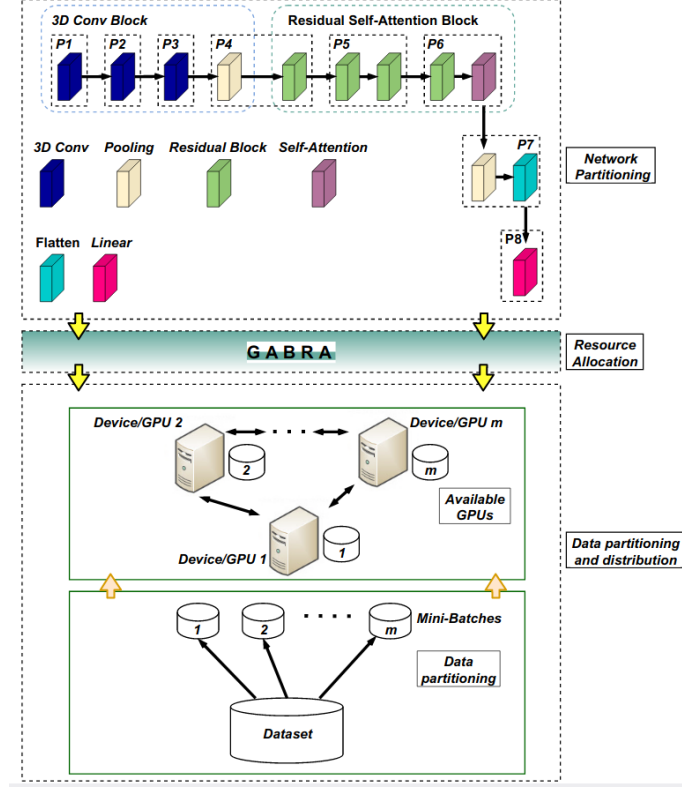 3D Conv Block
Residual Self-Attention Block
P1
P2
P3
P4
P5
P6
3D Conv
Pooling
Residual Block
Self-Attention
P7
Network
Partitioning
Flatten
Linear
P8
G A B R A
Resource
Allocation
Device/GPU 2
Device/GPU m
2
m
Available
GPUs
Device/GPU 1
1
Data partitioning
and distribution
1
2
m
Mini-Batches
Data
partitioning
Dataset